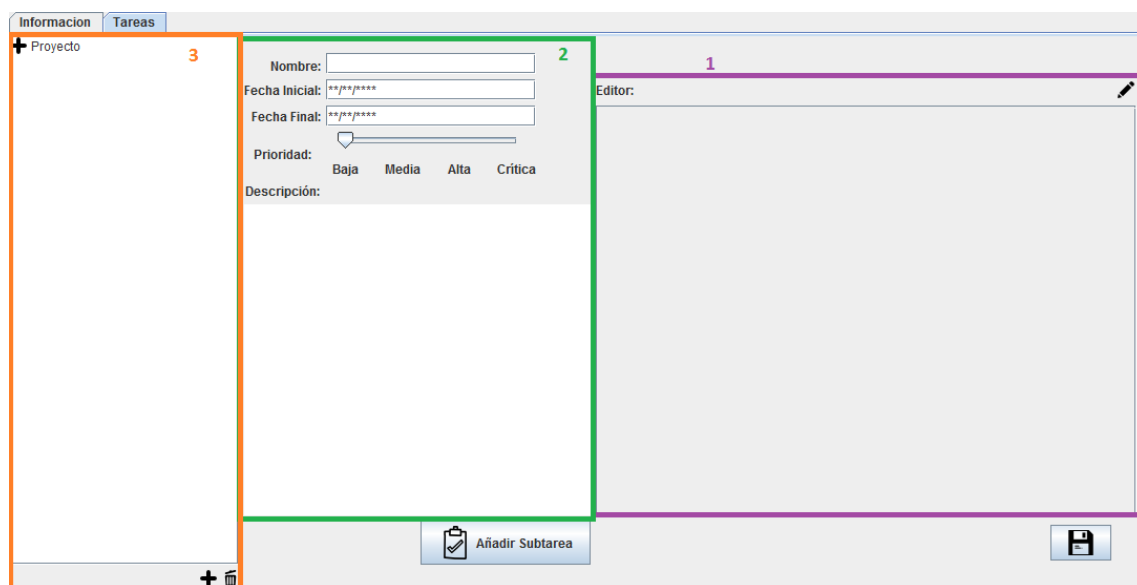 Informacion Tareas
Proyecto
3
2
1
Nombre:
Fecha Inicial: **/**/****
Fecha Final: **/**/****
Prioridad:
Baja Media Alta Crítica
Descripción:
Editor:
Añadir Subtarea